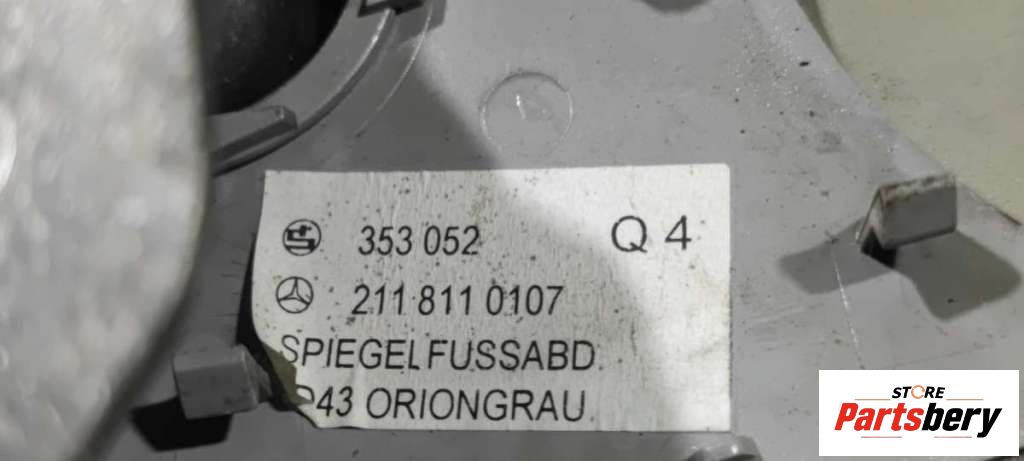 353 052 Q 4
211 811 0107
SPIEGELFUSSABD.
43 ORIONGRAU
STORE
Partsbery